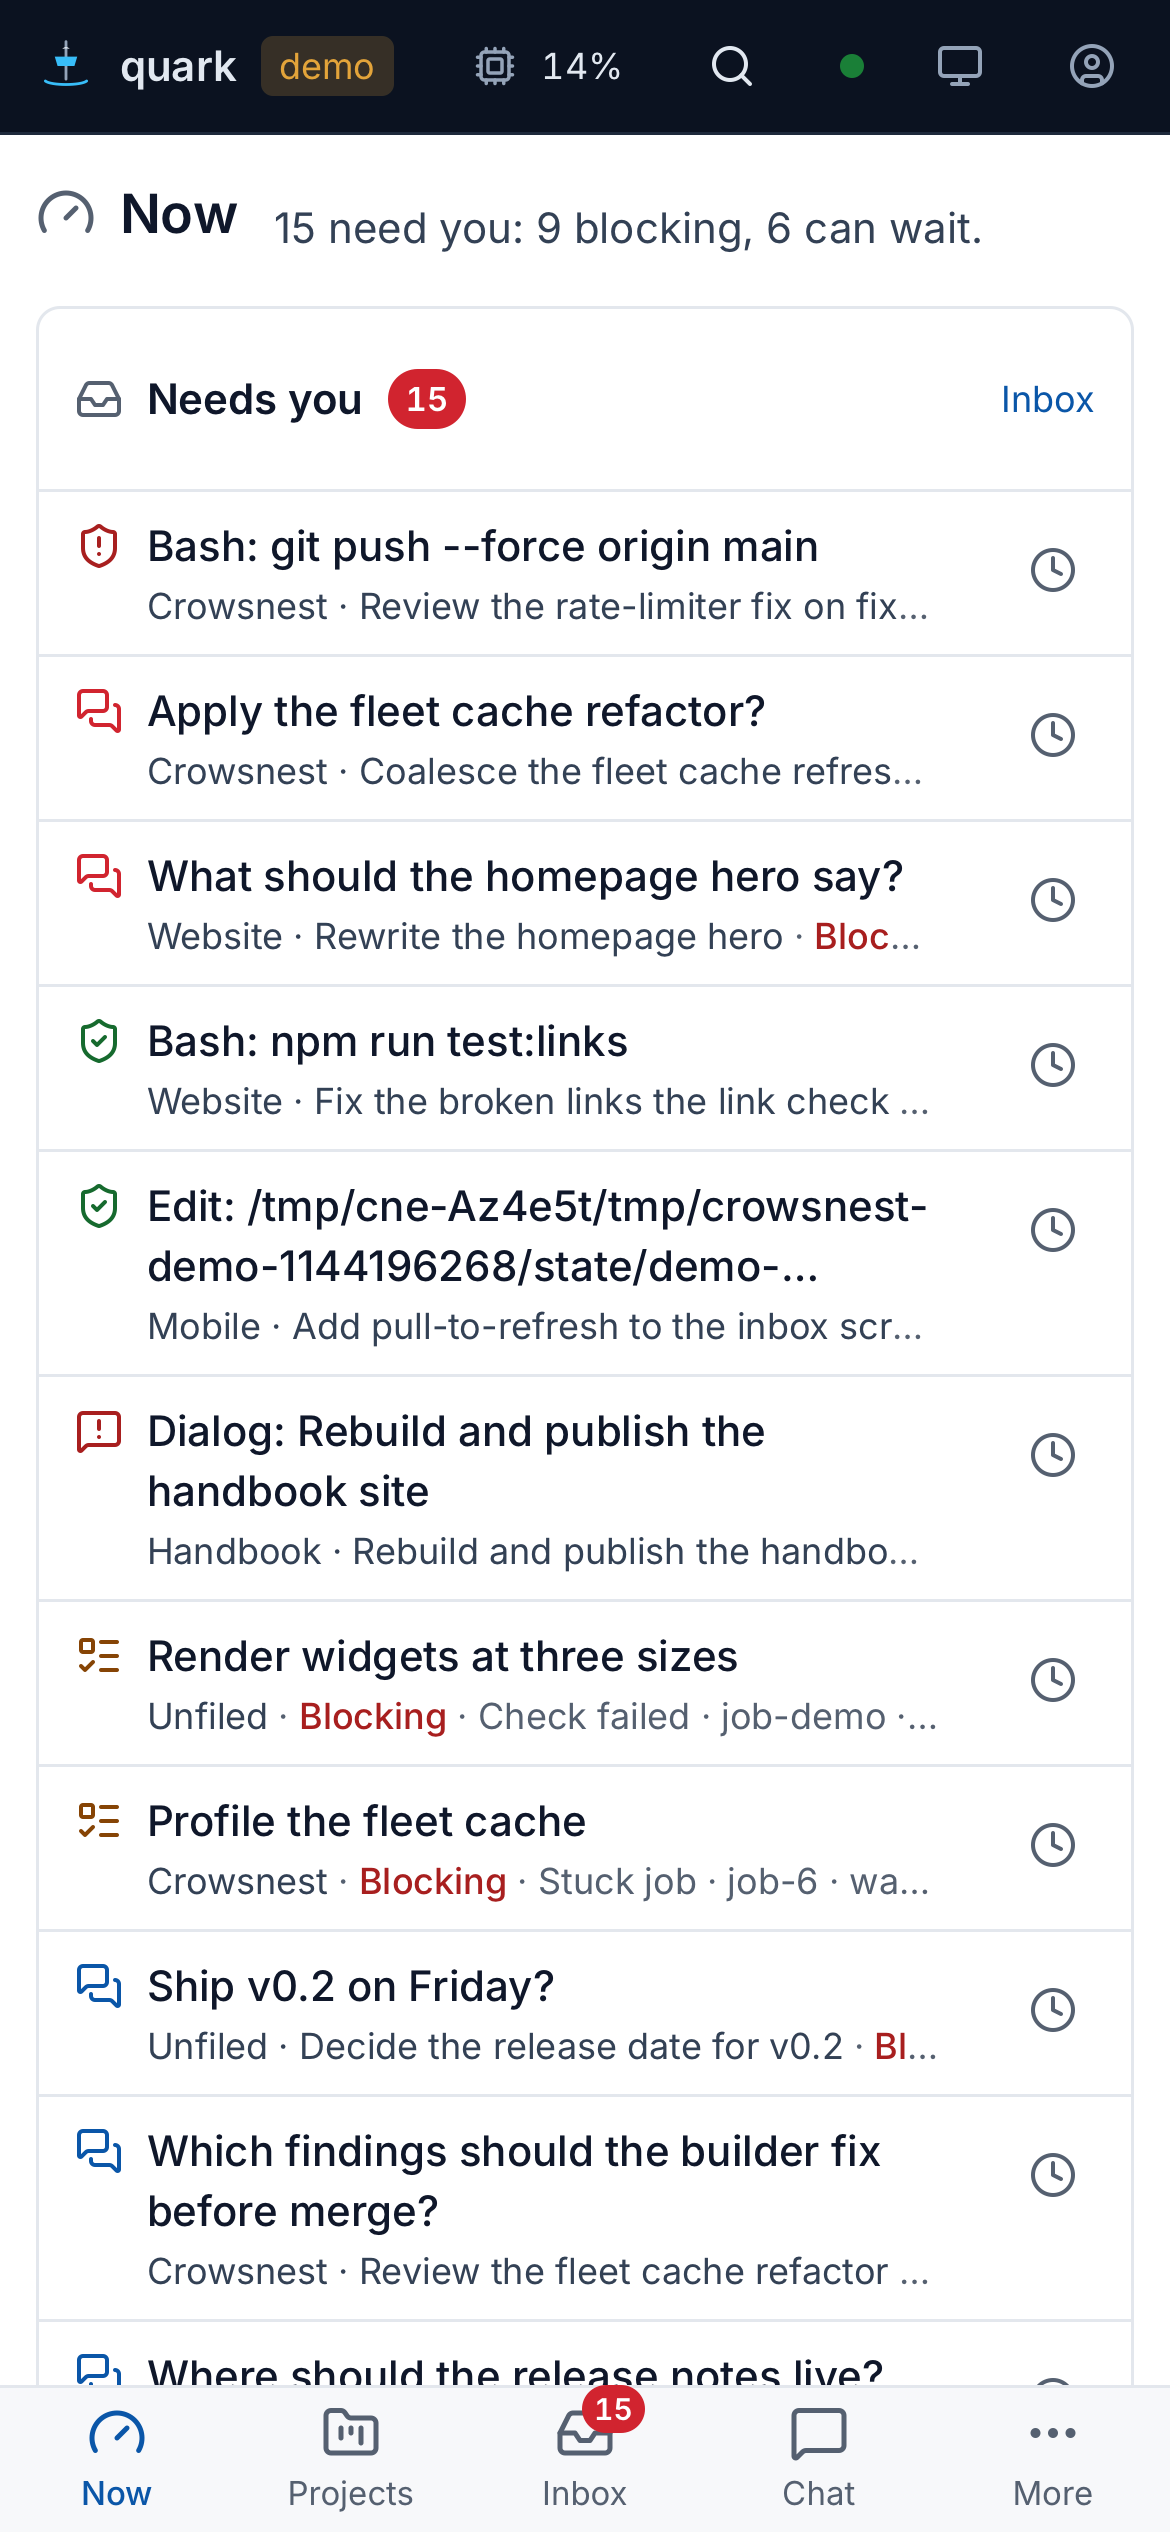 quark demo 14%
Now 15 need you: 9 blocking, 6 can wait.
Needs you 15 Inbox
Bash: git push --force origin main
Crowsnest · Review the rate-limiter fix on fix...
Apply the fleet cache refactor?
Crowsnest · Coalesce the fleet cache refres...
What should the homepage hero say?
Website · Rewrite the homepage hero · Bloc...
Bash: npm run test:links
Website · Fix the broken links the link check ...
Edit: /tmp/cne-Az4e5t/tmp/crowsnest-
demo-1144196268/state/demo-...
Mobile · Add pull-to-refresh to the inbox scr...
Dialog: Rebuild and publish the
handbook site
Handbook · Rebuild and publish the handbo...
Render widgets at three sizes
Unfiled · Blocking · Check failed · job-demo ·...
Profile the fleet cache
Crowsnest · Blocking · Stuck job · job-6 · wa...
Ship v0.2 on Friday?
Unfiled · Decide the release date for v0.2 · Bl...
Which findings should the builder fix
before merge?
Crowsnest · Review the fleet cache refactor ...
Where should the release notes live?
15
Now Projects Inbox Chat More